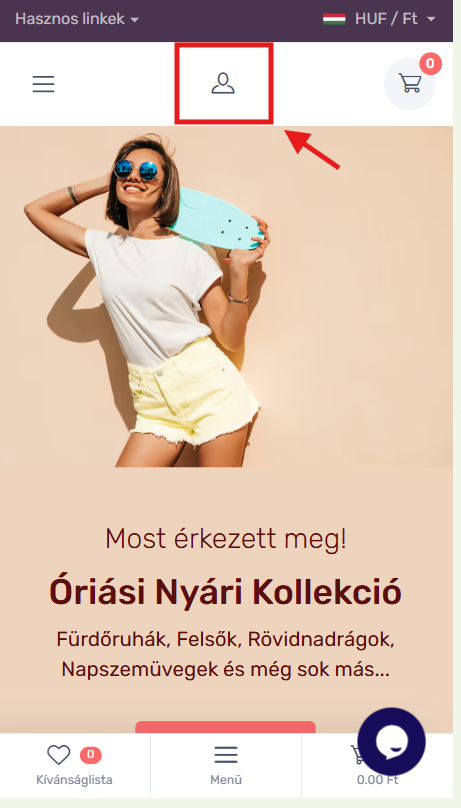 Hasznos linkek
HUF / Ft
0
Most érkezett meg!
Óriási Nyári Kollekció
Fürdőruhák, Felsők, Rövidnadrágok,
Napszemüvegek és még sok más...
0
Kívánságlista
Menü
0.00 Ft